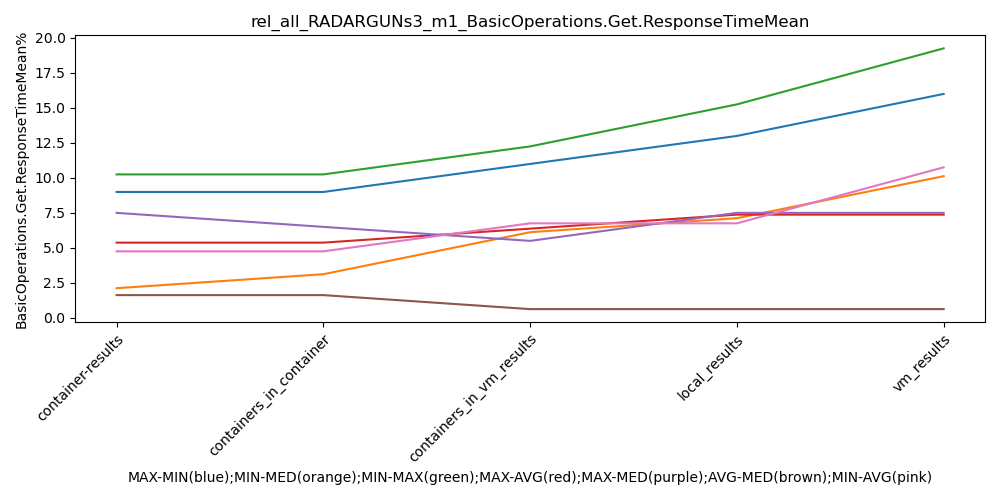 rel_all_RADARGUNs3_m1_BasicOperations.Get.ResponseTimeMean
BasicOperations.Get.ResponseTimeMean%
20.0
17.5
15.0
12.5
10.0
7.5
5.0
2.5
0.0
container-results
containers_in_container
containers_in_vm_results
local_results
vm_results
MAX-MIN(blue);MIN-MED(orange);MIN-MAX(green);MAX-AVG(red);MAX-MED(purple);AVG-MED(brown);MIN-AVG(pink)